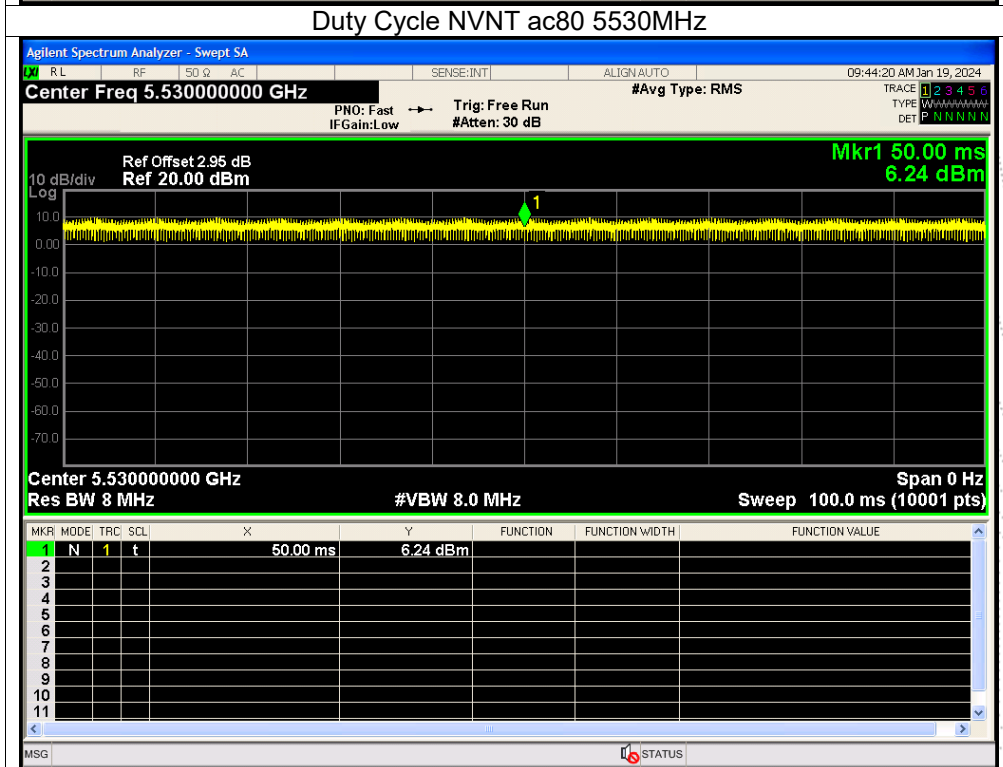 Duty Cycle NVNT ac80 5530MHz
Agilent Spectrum Analyzer - Swept SA
LXI RL RF 50 Ω AC SENSE:INT ALIGN AUTO 09:44:20 AM Jan 19, 2024
Center Freq 5.530000000 GHz #Avg Type: RMS TRACE 1 2 3 4 5 6
PNO: Fast Trig: Free Run TYPE WWWWWW
IFGain:Low #Atten: 30 dB DET P N N N N N
Mkr1 50.00 ms
Ref Offset 2.95 dB
10 dB/div Ref 20.00 dBm 6.24 dBm
Log
1
10.0
0.00
-10.0
-20.0
-30.0
-40.0
-50.0
-60.0
-70.0
Center 5.530000000 GHz Span 0 Hz
Res BW 8 MHz #VBW 8.0 MHz Sweep 100.0 ms (10001 pts)
MKR MODE TRC SCL X Y FUNCTION FUNCTION WIDTH FUNCTION VALUE
1 N 1 t 50.00 ms 6.24 dBm
2
3
4
5
6
7
8
9
10
11
MSG STATUS